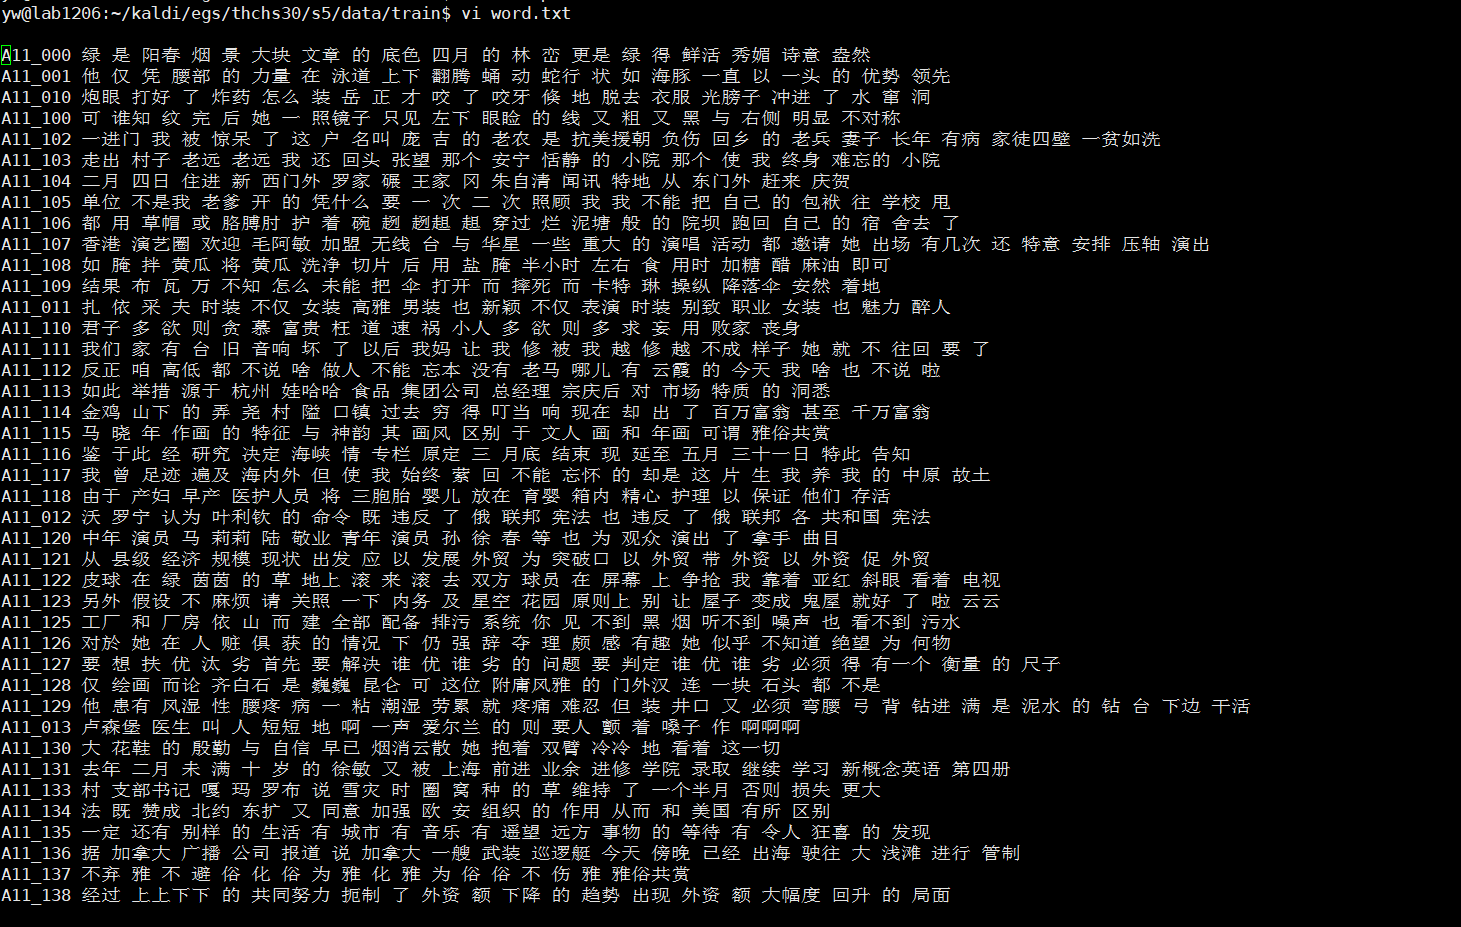 yw@lab1206:~/kaldi/egs/thchs30/s5/data/train$ vi word.txt
A11_000 绿 是 阳春 烟 景 大块 文章 的 底色 四月 的 林 峦 更是 绿 得 鲜活 秀媚 诗意 盎然
A11_001 他 仅 凭 腰部 的 力量 在 泳道 上下 翻腾 蛹 动 蛇行 状 如 海豚 一直 以 一头 的 优势 领先
A11_010 炮眼 打好 了 炸药 怎么 装 岳 正 才 咬 了 咬牙 倏 地 脱去 衣服 光膀子 冲进 了 水 窜 洞
A11_100 可 谁知 纹 完 后 她 一 照镜子 只见 左下 眼睑 的 线 又 粗 又 黑 与 右侧 明显 不对称
A11_102 一进门 我 被 惊呆 了 这 户 名叫 庞 吉 的 老农 是 抗美援朝 负伤 回乡 的 老兵 妻子 长年 有病 家徒四壁 一贫如洗
A11_103 走出 村子 老远 老远 我 还 回头 张望 那个 安宁 恬静 的 小院 那个 使 我 终身 难忘的 小院
A11_104 二月 四日 住进 新 西门外 罗家 碾 王家 冈 朱自清 闻讯 特地 从 东门外 赶来 庆贺
A11_105 单位 不是我 老爹 开 的 凭什么 要 一 次 二 次 照顾 我 我 不能 把 自己 的 包袱 往 学校 甩
A11_106 都 用 草帽 或 胳膊肘 护 着 碗 趔 趔趄 趄 穿过 烂 泥塘 般 的 院坝 跑回 自己 的 宿 舍去 了
A11_107 香港 演艺圈 欢迎 毛阿敏 加盟 无线 台 与 华星 一些 重大 的 演唱 活动 都 邀请 她 出场 有几次 还 特意 安排 压轴 演出
A11_108 如 腌 拌 黄瓜 将 黄瓜 洗净 切片 后 用 盐 腌 半小时 左右 食 用时 加糖 醋 麻油 即可
A11_109 结果 布 瓦 万 不知 怎么 未能 把 伞 打开 而 摔死 而 卡特 琳 操纵 降落伞 安然 着地
A11_011 扎 依 采 夫 时装 不仅 女装 高雅 男装 也 新颖 不仅 表演 时装 别致 职业 女装 也 魅力 醉人
A11_110 君子 多 欲 则 贪 慕 富贵 枉 道 速 祸 小人 多 欲 则 多 求 妄 用 败家 丧身
A11_111 我们 家 有 台 旧 音响 坏 了 以后 我妈 让 我 修 被 我 越 修 越 不成 样子 她 就 不 往回 要 了
A11_112 反正 咱 高低 都 不说 啥 做人 不能 忘本 没有 老马 哪儿 有 云霞 的 今天 我 啥 也 不说 啦
A11_113 如此 举措 源于 杭州 娃哈哈 食品 集团公司 总经理 宗庆后 对 市场 特质 的 洞悉
A11_114 金鸡 山下 的 弄 尧 村 隘 口镇 过去 穷 得 叮当 响 现在 却 出 了 百万富翁 甚至 千万富翁
A11_115 马 晓 年 作画 的 特征 与 神韵 其 画风 区别 于 文人 画 和 年画 可谓 雅俗共赏
A11_116 鉴 于此 经 研究 决定 海峡 情 专栏 原定 三 月底 结束 现 延至 五月 三十一日 特此 告知
A11_117 我 曾 足迹 遍及 海内外 但 使 我 始终 萦 回 不能 忘怀 的 却是 这 片 生 我 养 我 的 中原 故土
A11_118 由于 产妇 早产 医护人员 将 三胞胎 婴儿 放在 育婴 箱内 精心 护理 以 保证 他们 存活
A11_012 沃 罗宁 认为 叶利钦 的 命令 既 违反 了 俄 联邦 宪法 也 违反 了 俄 联邦 各 共和国 宪法
A11_120 中年 演员 马 莉莉 陆 敬业 青年 演员 孙 徐 春 等 也 为 观众 演出 了 拿手 曲目
A11_121 从 县级 经济 规模 现状 出发 应 以 发展 外贸 为 突破口 以 外贸 带 外资 以 外资 促 外贸
A11_122 皮球 在 绿 茵茵 的 草 地上 滚 来 滚 去 双方 球员 在 屏幕 上 争抢 我 靠着 亚红 斜眼 看着 电视
A11_123 另外 假设 不 麻烦 请 关照 一下 内务 及 星空 花园 原则上 别 让 屋子 变成 鬼屋 就好 了 啦 云云
A11_125 工厂 和 厂房 依 山 而 建 全部 配备 排污 系统 你 见 不到 黑 烟 听不到 噪声 也 看不到 污水
A11_126 对於 她 在 人 赃 俱 获 的 情况 下 仍 强 辞 夺 理 颇 感 有趣 她 似乎 不知道 绝望 为 何物
A11_127 要 想 扶 优 汰 劣 首先 要 解决 谁优 谁 劣 的 问题 要 判定 谁 优 谁 劣 必须 得 有一个 衡量 的 尺子
A11_128 仅 绘画 而论 齐白石 是 巍巍 昆仑 可 这位 附庸风雅 的 门外汉 连 一块 石头 都 不是
A11_129 他 患有 风湿 性 腰疼 病 一 粘 潮湿 劳累 就 疼痛 难忍 但 装 井口 又 必须 弯腰 弓 背 钻进 满 是 泥水 的 钻 台 下边 干活
A11_013 卢森堡 医生 叫 人 短短 地 啊 一声 爱尔兰 的 则 要人 颤 着 嗓子 作 啊啊啊
A11_130 大 花鞋 的 殷勤 与 自信 早已 烟消云散 她 抱着 双臂 冷冷 地 看着 这一切
A11_131 去年 二月 未 满 十 岁 的 徐敏 又 被 上海 前进 业余 进修 学院 录取 继续 学习 新概念英语 第四册
A11_133 村 支部书记 嘎 玛 罗布 说 雪灾 时 圈 窝 种 的 草 维持 了 一个半月 否则 损失 更大
A11_134 法 既 赞成 北约 东扩 又 同意 加强 欧 安 组织 的 作用 从而 和 美国 有所 区别
A11_135 一定 还有 别样 的 生活 有 城市 有 音乐 有 遥望 远方 事物 的 等待 有 令人 狂喜 的 发现
A11_136 据 加拿大 广播 公司 报道 说 加拿大 一艘 武装 巡逻艇 今天 傍晚 已经 出海 驶往 大 浅滩 进行 管制
A11_137 不弃 雅 不 避 俗 化 俗 为 雅 化 雅 为 俗 俗 不 伤 雅 雅俗共赏
A11_138 经过 上上下下 的 共同努力 扼制 了 外资 额 下降 的 趋势 出现 外资 额 大幅度 回升 的 局面